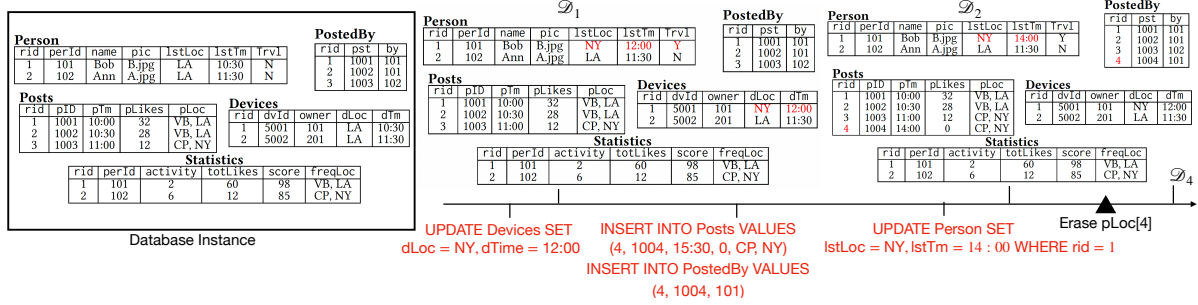 Person
rid perId name pic lstLoc lstTm Trvl
1 101 Bob B.jpg LA 10:30 N
2 102 Ann A.jpg LA 11:30 N
PostedBy
rid pst by
1 1001 101
2 1002 101
3 1003 102
Posts
rid pID pTm pLikes pLoc
1 1001 10:00 32 VB, LA
2 1002 10:30 28 VB, LA
3 1003 11:00 12 CP, NY
Devices
rid dvId owner dLoc dTm
1 5001 101 LA 10:30
2 5002 201 LA 11:30
Statistics
rid perId activity totLikes score freqLoc
1 101 2 60 98 VB, LA
2 102 6 12 85 CP, NY
Database Instance
𝒟1
Person
rid perId name pic lstLoc lstTm Trvl
1 101 Bob B.jpg NY 12:00 Y
2 102 Ann A.jpg LA 11:30 N
PostedBy
rid pst by
1 1001 101
2 1002 101
3 1003 102
Posts
rid pID pTm pLikes pLoc
1 1001 10:00 32 VB, LA
2 1002 10:30 28 VB, LA
3 1003 11:00 12 CP, NY
Devices
rid dvId owner dLoc dTm
1 5001 101 NY 12:00
2 5002 201 LA 11:30
Statistics
rid perId activity totLikes score freqLoc
1 101 2 60 98 VB, LA
2 102 6 12 85 CP, NY
𝒟2
Person
rid perId name pic lstLoc lstTm Trvl
1 101 Bob B.jpg NY 14:00 Y
2 102 Ann A.jpg LA 11:30 N
PostedBy
rid pst by
1 1001 101
2 1002 101
3 1003 102
4 1004 101
Posts
rid pID pTm pLikes pLoc
1 1001 10:00 32 VB, LA
2 1002 10:30 28 VB, LA
3 1003 11:00 12 CP, NY
4 1004 14:00 0 CP, NY
Devices
rid dvId owner dLoc dTm
1 5001 101 NY 12:00
2 5002 201 LA 11:30
Statistics
rid perId activity totLikes score freqLoc
1 101 2 60 98 VB, LA
2 102 6 12 85 CP, NY
𝒟4
Erase pLoc[4]
UPDATE Devices SET
dLoc = NY, dTime = 12:00
INSERT INTO Posts VALUES
(4, 1004, 15:30, 0, CP, NY)
INSERT INTO PostedBy VALUES
(4, 1004, 101)
UPDATE Person SET
lstLoc = NY, lstTm = 14 : 00 WHERE rid = 1